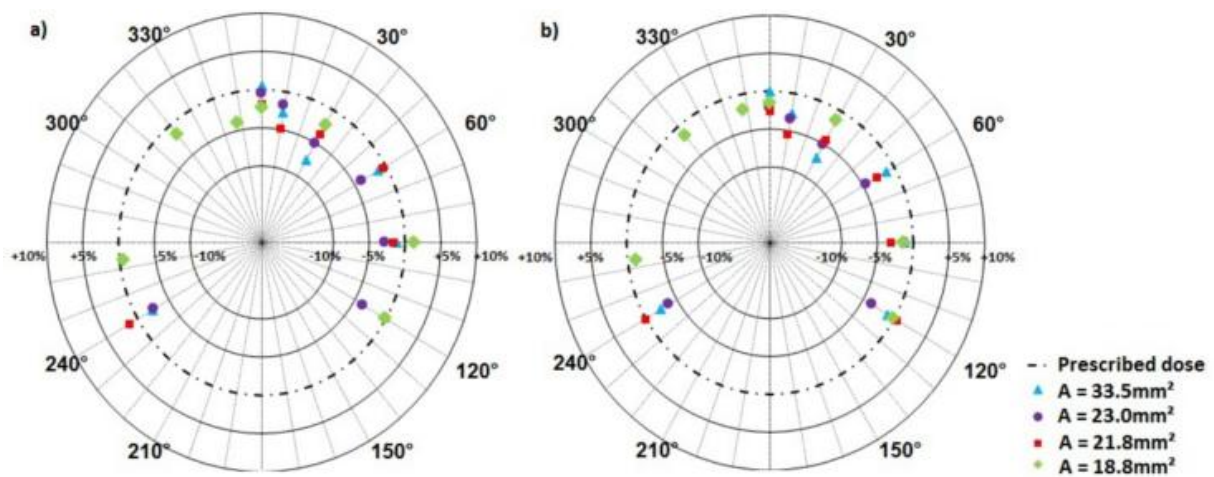 a)
330°
30°
300°
60°
+10% +5% -5% -10% -10% -5% +5% +10%
240°
120°
210°
150°
b)
330°
30°
300°
60°
+10% +5% -5% -10% -10% -5% +5% +10%
240°
120°
210°
150°
Prescribed dose
A = 33.5mm²
A = 23.0mm²
A = 21.8mm²
A = 18.8mm²